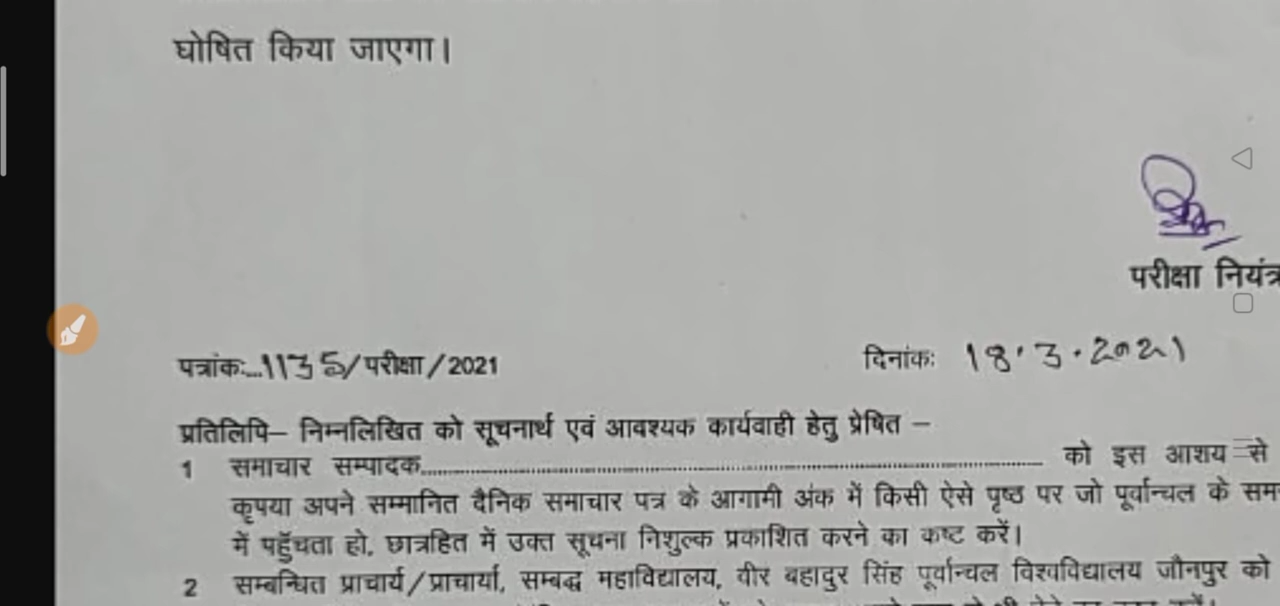 घोषित किया जाएगा।
परीक्षा नियंत्र
पत्रांकः...1135/परीक्षा/2021
दिनांकः 18.3.2021
प्रतिलिपि– निम्नलिखित को सूचनार्थ एवं आवश्यक कार्यवाही हेतु प्रेषित –
1 समाचार सम्पादक.......................................................... को इस आशय से
कृपया अपने सम्मानित दैनिक समाचार पत्र के आगामी अंक में किसी ऐसे पृष्ठ पर जो पूर्वान्चल के सम
में पहुँचता हो, छात्रहित में उक्त सूचना निशुल्क प्रकाशित करने का कष्ट करें।
2 सम्बन्धित प्राचार्य/प्राचार्या, सम्बद्ध महाविद्यालय, वीर बहादुर सिंह पूर्वान्चल विश्वविद्यालय जौनपुर को